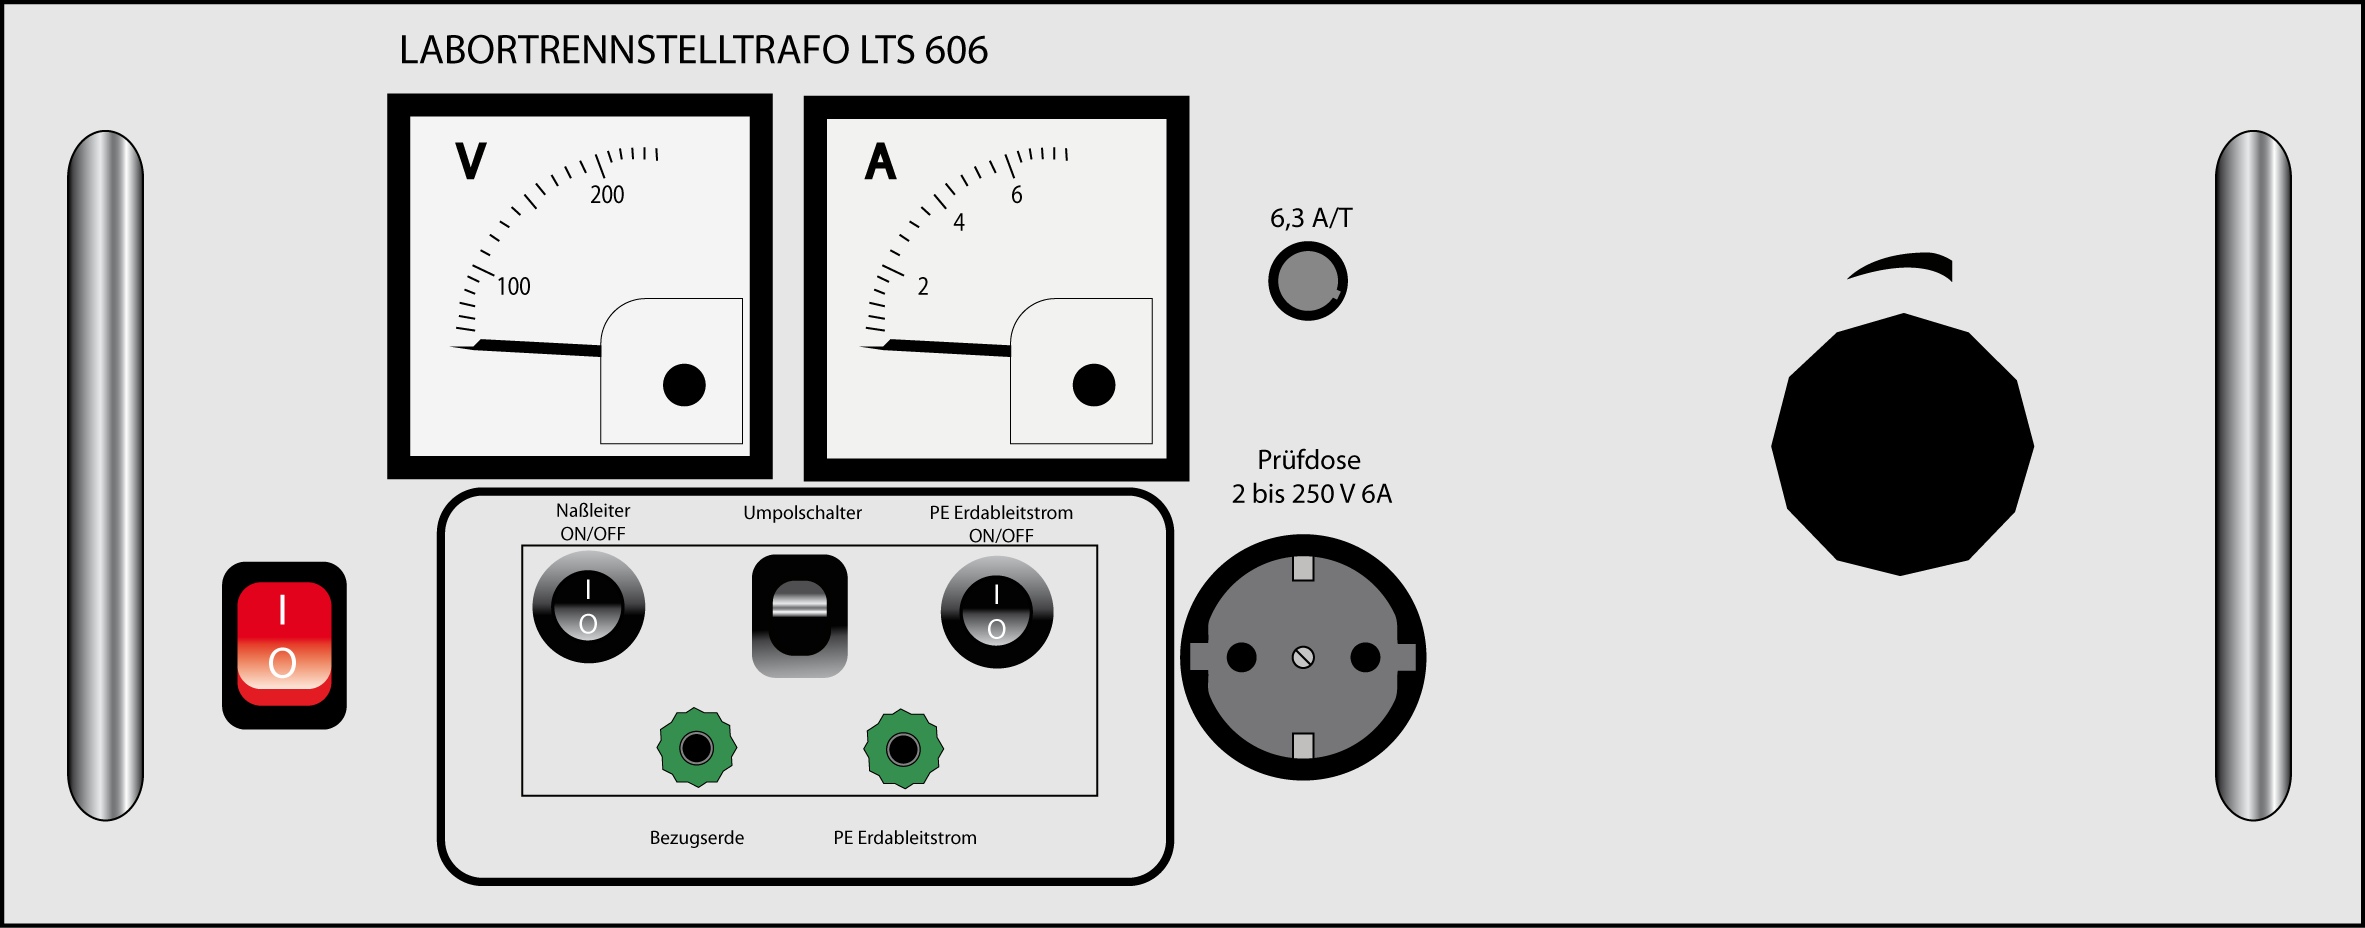 LABORTRENNSTELLTRAFO LTS 606
V
200
100
A
6
4
2
6,3 A/T
Prüfdose
2 bis 250 V 6A
Naßleiter
ON/OFF
Umpolschalter
PE Erdableitstrom
ON/OFF
I
O
I
O
I
O
Bezugserde
PE Erdableitstrom